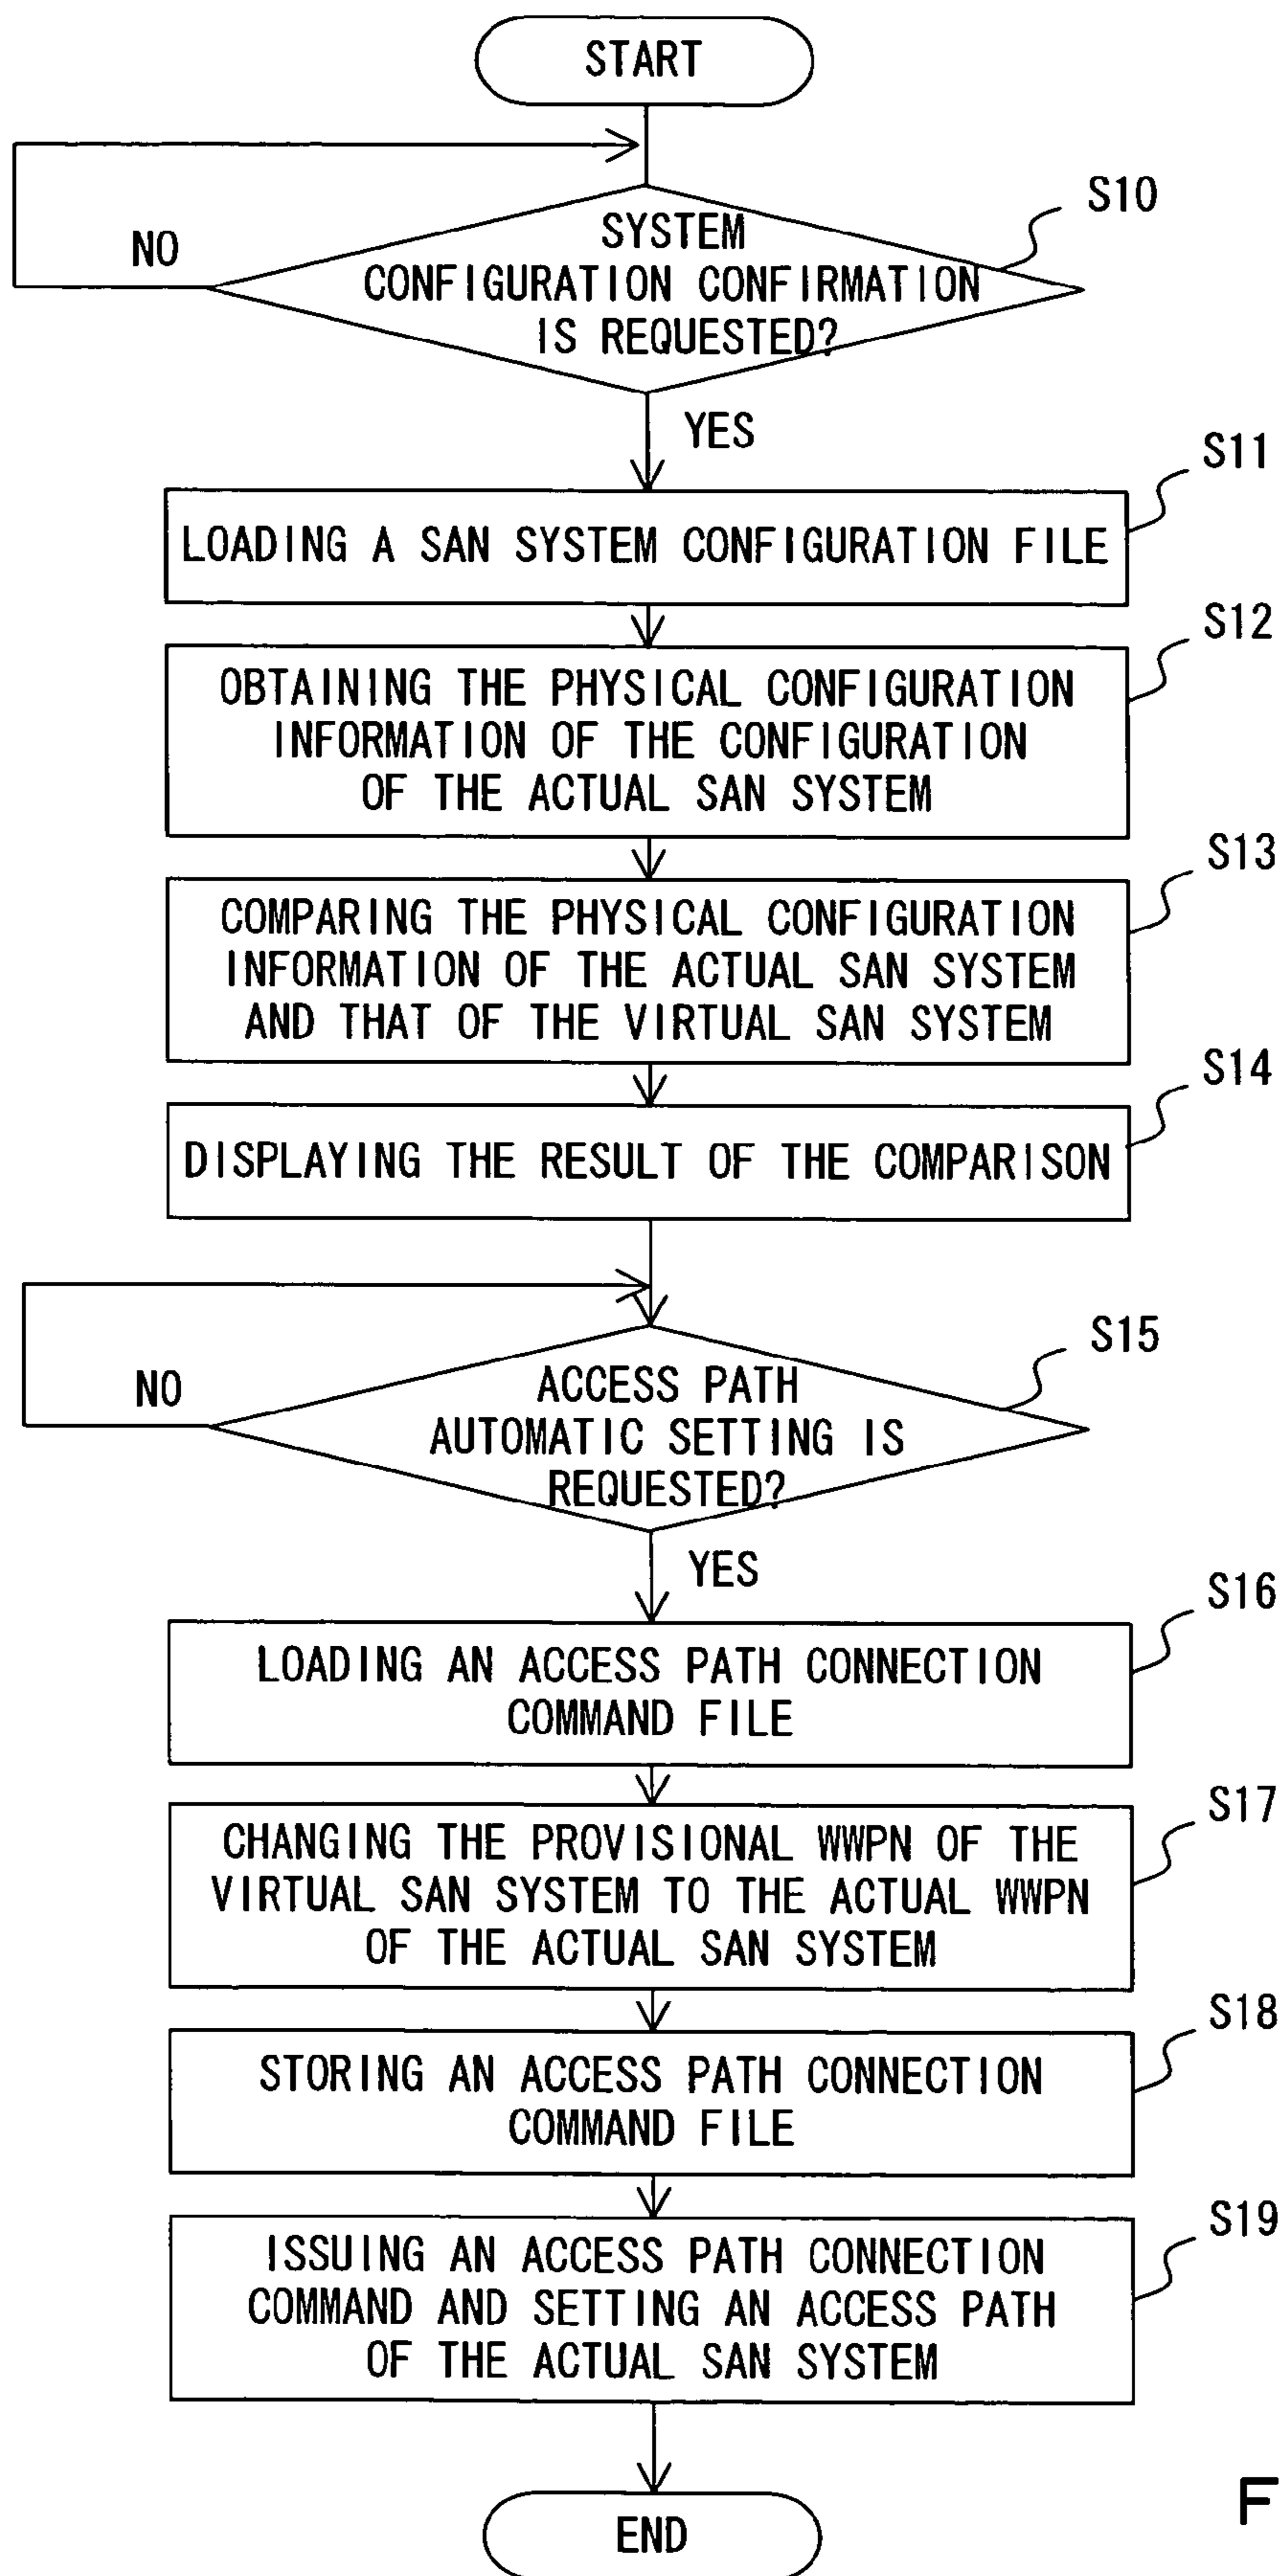 START
S10
SYSTEM
CONFIGURATION CONFIRMATION
IS REQUESTED?
NO
YES
S11
LOADING A SAN SYSTEM CONFIGURATION FILE
S12
OBTAINING THE PHYSICAL CONFIGURATION
INFORMATION OF THE CONFIGURATION
OF THE ACTUAL SAN SYSTEM
S13
COMPARING THE PHYSICAL CONFIGURATION
INFORMATION OF THE ACTUAL SAN SYSTEM
AND THAT OF THE VIRTUAL SAN SYSTEM
S14
DISPLAYING THE RESULT OF THE COMPARISON
S15
ACCESS PATH
AUTOMATIC SETTING IS
REQUESTED?
NO
YES
S16
LOADING AN ACCESS PATH CONNECTION
COMMAND FILE
S17
CHANGING THE PROVISIONAL WWPN OF THE
VIRTUAL SAN SYSTEM TO THE ACTUAL WWPN
OF THE ACTUAL SAN SYSTEM
S18
STORING AN ACCESS PATH CONNECTION
COMMAND FILE
S19
ISSUING AN ACCESS PATH CONNECTION
COMMAND AND SETTING AN ACCESS PATH
OF THE ACTUAL SAN SYSTEM
F
END